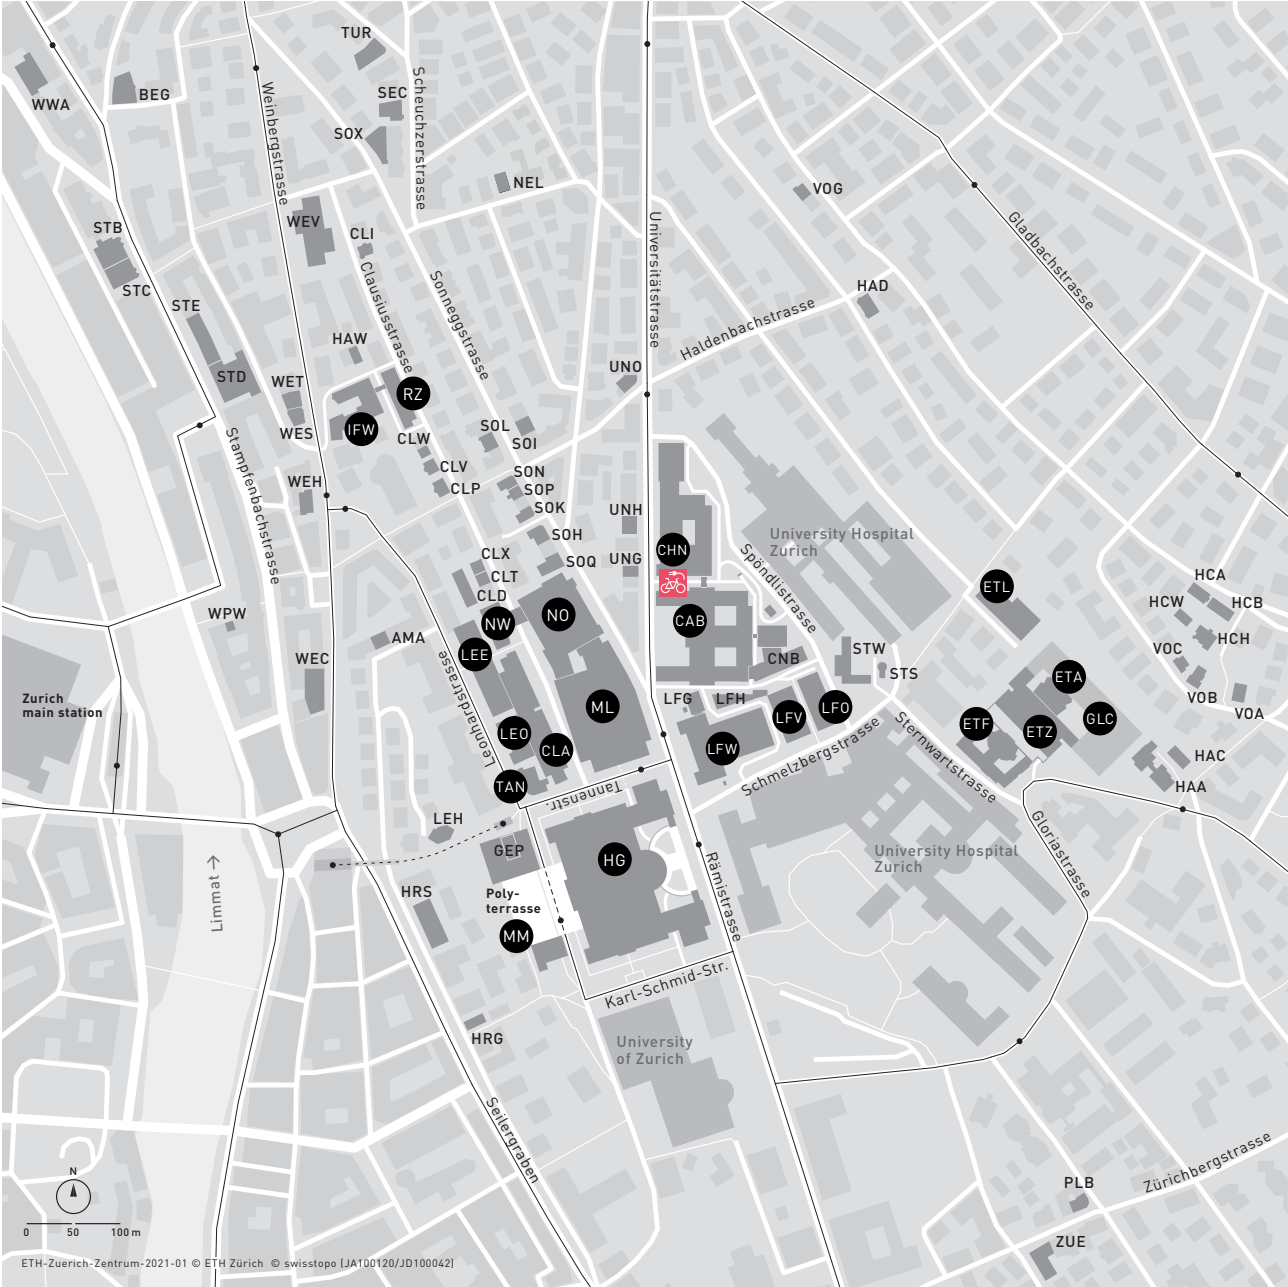 TUR
WWA
BEG
SEC
SOX
Weinbergstrasse
Scheuchzerstrasse
NEL
VOG
STB
WEV
CLI
Universitätstrasse
Gladbachstrasse
STC
STE
Clausiusstrasse
Sonneggstrasse
HAD
HAW
Haldenbachstrasse
STD
WET
RZ
UNO
WES
IFW
CLW
SOL
SOI
Stampfenbachstrasse
CLV
CLP
SON
SOP
WEH
SOK
UNH
SOH
CHN
University Hospital
Zurich
CLX
SOQ
UNG
Spöndlistrasse
CLT
CLD
ETL
HCA
HCW
HCB
WPW
NW
NO
CAB
HCH
AMA
LEE
WEC
CNB
STW
VOC
STS
ETA
Zurich
main station
Leonhardstrasse
ML
LFG
LFH
LFV
LFO
VOB
VOA
LEO
CLA
LFW
ETF
ETZ
GLC
Schmelzbergstrasse
Sternwartstrasse
HAC
TAN
Tannenstr.
HAA
LEH
GEP
HG
Rämistrasse
University Hospital
Zurich
Gloriastrasse
Limmat
HRS
Poly-
terrasse
MM
Karl-Schmid-Str.
HRG
University
of Zurich
Seilergraben
N
0 50 100 m
PLB
Zürichbergstrasse
ZUE
ETH-Zuerich-Zentrum-2021-01 © ETH Zürich © swisstopo (JA100120/JD100042)